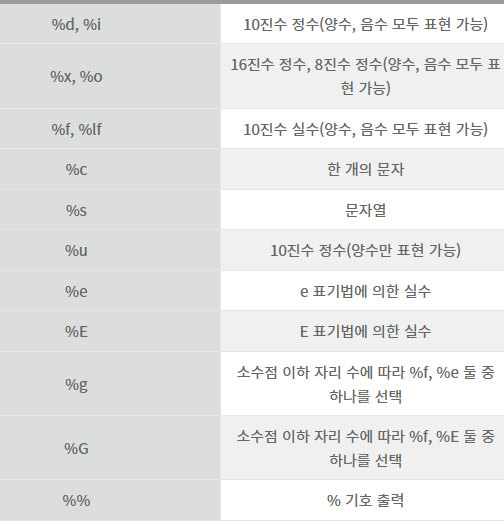 %d, %i 10진수 정수(양수, 음수 모두 표현 가능)
%x, %o 16진수 정수, 8진수 정수(양수, 음수 모두 표
현 가능)
%f, %lf 10진수 실수(양수, 음수 모두 표현 가능)
%c 한 개의 문자
%s 문자열
%u 10진수 정수(양수만 표현 가능)
%e e 표기법에 의한 실수
%E E 표기법에 의한 실수
%g 소수점 이하 자리 수에 따라 %f, %e 둘 중
하나를 선택
%G 소수점 이하 자리 수에 따라 %f, %E 둘 중
하나를 선택
%% % 기호 출력